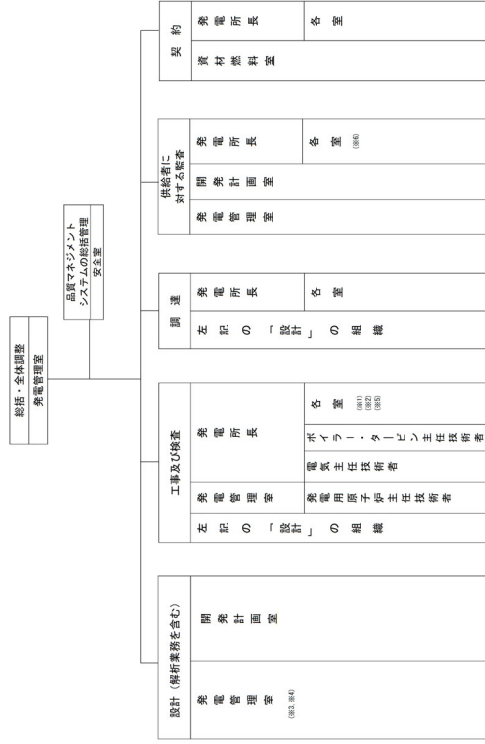 総括・全体調整
発電管理室
品質マネジメント
システムの総括管理
安全室
設計（解析業務を含む）
発電管理室
（※3、※4）
開発計画室
工事及び検査
左記の「設計」の組織
発電管理室
発電所長
発電用原子炉主任技術者
電気主任技術者
ボイラー・タービン主任技術者
各室
（※1）
（※2）
（※5）
調達
左記の「設計」の組織
発電所長
各室
供給者に
対する監査
発電管理室
開発計画室
発電所長
各室
（※6）
契約
資材燃料室
発電所長
各室